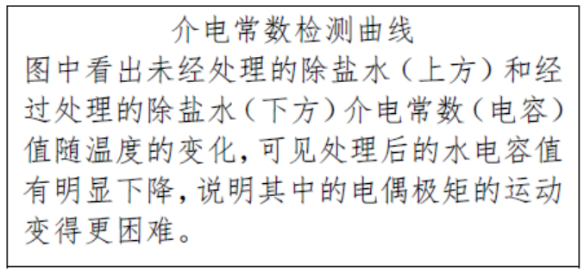 介电常数检测曲线
图中看出未经处理的除盐水(上方)和经
过处理的除盐水(下方)介电常数(电容)
值随温度的变化,可见处理后的水电容值
有明显下降,说明其中的电偶极矩的运动
变得更困难。